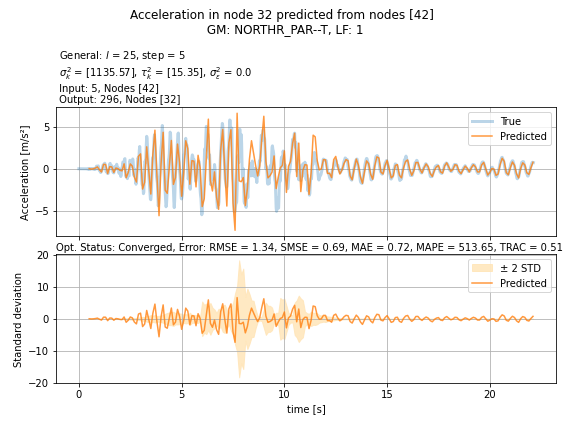 Acceleration in node 32 predicted from nodes [42]
GM: NORTHR_PAR--T, LF: 1
General: l = 25, step = 5
σ²ₖ = [1135.57], τ²ₖ = [15.35], σ²ₑ = 0.0
Input: 5, Nodes [42]
Output: 296, Nodes [32]
Acceleration [m/s²]
5
0
−5
True
Predicted
Opt. Status: Converged, Error: RMSE = 1.34, SMSE = 0.69, MAE = 0.72, MAPE = 513.65, TRAC = 0.51
Standard deviation
20
10
0
−10
−20
± 2 STD
Predicted
0 5 10 15 20
time [s]